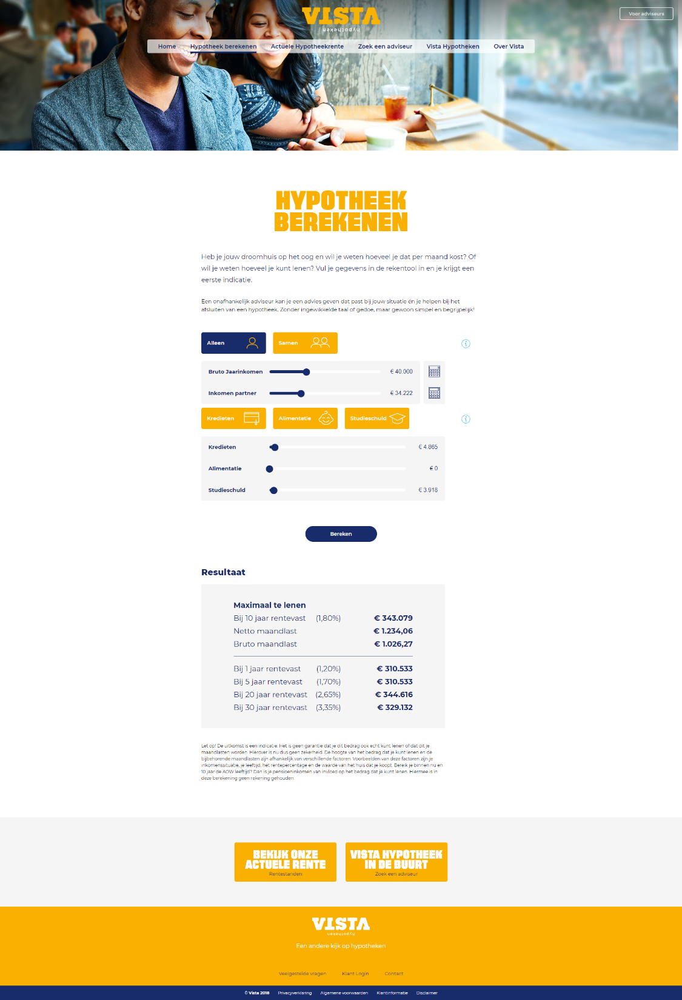 VISTA
hypotheken
Voor adviseurs
Home Hypotheek berekenen Actuele Hypotheekrente Zoek een adviseur Vista Hypotheken Over Vista
HYPOTHEEK
BEREKENEN
Heb je jouw droomhuis op het oog en wil je weten hoeveel je dat per maand kost? Of
wil je weten hoeveel je kunt lenen? Vul je gegevens in de rekentool in en je krijgt een
eerste indicatie.
Een onafhankelijk adviseur kan je een advies geven dat past bij jouw situatie én je helpen bij het
afsluiten van een hypotheek. Zonder ingewikkelde taal of gedoe, maar gewoon simpel en begrijpelijk!
Alleen Samen
Bruto Jaarinkomen € 40.000
Inkomen partner € 34.222
Kredieten Alimentatie Studieschuld
Kredieten € 4.865
Alimentatie € 0
Studieschuld € 3.918
Bereken
Resultaat
Maximaal te lenen
Bij 10 jaar rentevast (1,80%) € 343.079
Netto maandlast € 1.234,06
Bruto maandlast € 1.026,27
Bij 1 jaar rentevast (1,20%) € 310.533
Bij 5 jaar rentevast (1,70%) € 310.533
Bij 20 jaar rentevast (2,65%) € 344.616
Bij 30 jaar rentevast (3,35%) € 329.132
Let op! De uitkomst is een indicatie. Het is geen garantie dat je dit bedrag ook echt kunt lenen of dat dit je
maandlasten worden. Hierover is nu dus geen zekerheid. De hoogte van het bedrag dat je kunt lenen en de
bijbehorende maandlasten zijn afhankelijk van verschillende factoren. Voorbeelden van deze factoren zijn je
inkomenssituatie, je leeftijd, het rentepercentage en de waarde van het huis dat je koopt. Bereik je binnen nu en
10 jaar de AOW leeftijd? Dan is je pensioeninkomen van invloed op het bedrag dat je kunt lenen. Hiermee is in
deze berekening geen rekening gehouden.
BEKIJK ONZE
ACTUELE RENTE
Rentestanden
VISTA HYPOTHEEK
IN DE BUURT
Zoek een adviseur
VISTA
hypotheken
Een andere kijk op hypotheken
Veelgestelde vragen Klant Login Contact
© Vista 2018 Privacyverklaring Algemene voorwaarden Klantinformatie Disclaimer